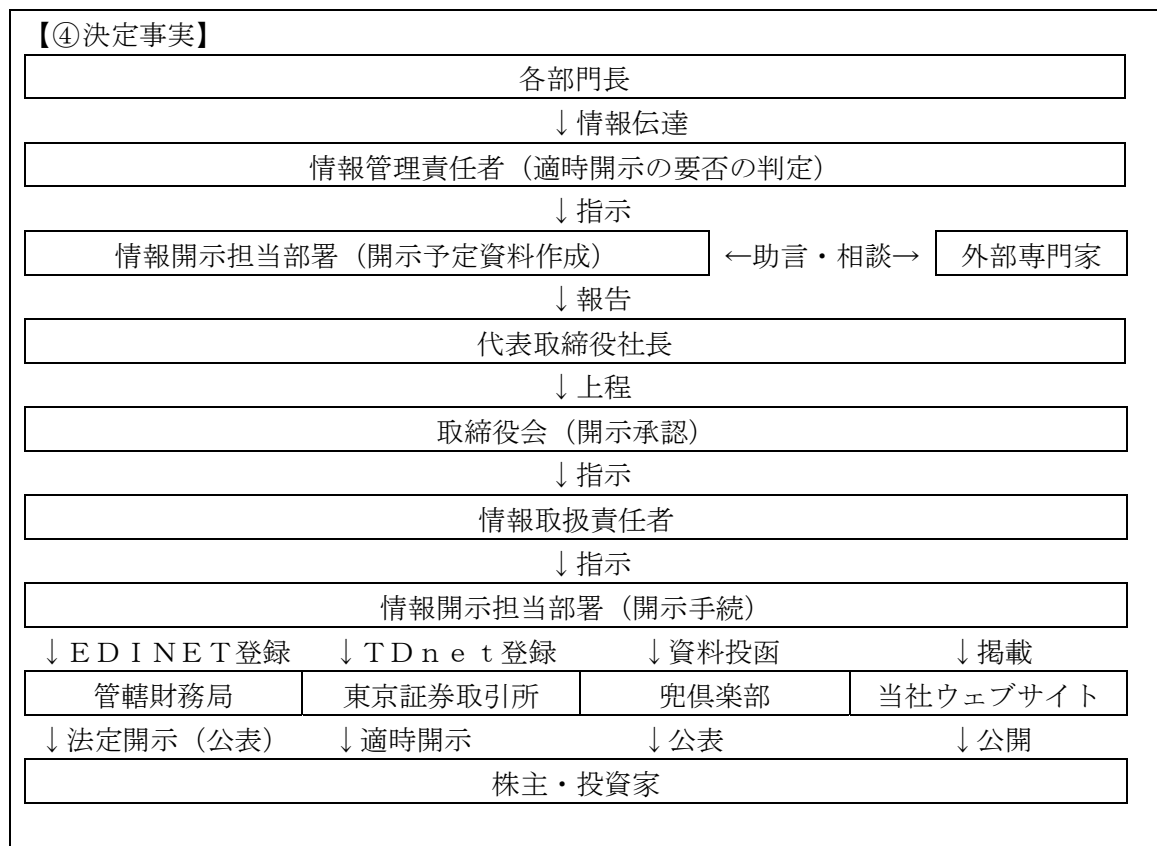 【④決定事実】
各部門長
↓情報伝達
情報管理責任者（適時開示の要否の判定）
↓指示
情報開示担当部署（開示予定資料作成） ←助言・相談→ 外部専門家
↓報告
代表取締役社長
↓上程
取締役会（開示承認）
↓指示
情報取扱責任者
↓指示
情報開示担当部署（開示手続）
↓ＥＤＩＮＥＴ登録 ↓ＴＤｎｅｔ登録 ↓資料投函 ↓掲載
管轄財務局 東京証券取引所 兜倶楽部 当社ウェブサイト
↓法定開示（公表） ↓適時開示 ↓公表 ↓公開
株主・投資家